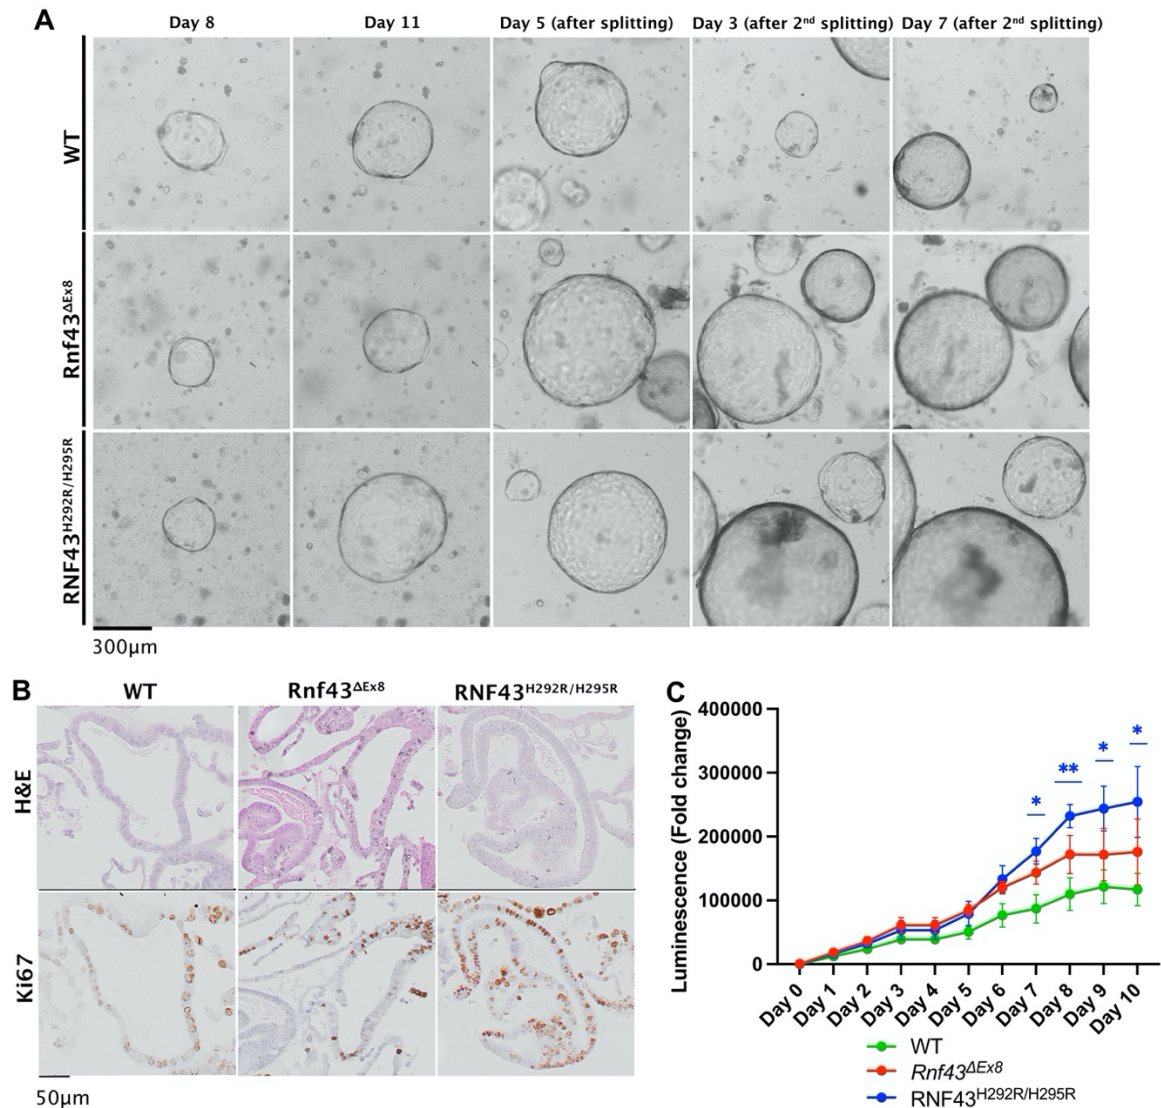 A
Day 8
Day 11
Day 5 (after splitting)
Day 3 (after 2nd splitting)
Day 7 (after 2nd splitting)
WT
Rnf43ΔEx8
RNF43H292R/H295R
300μm
B
WT
Rnf43ΔEx8
RNF43H292R/H295R
H&E
Ki67
50μm
C
Luminescence (Fold change)
400000
300000
200000
100000
0
*
**
*
*
Day 0
Day 1
Day 2
Day 3
Day 4
Day 5
Day 6
Day 7
Day 8
Day 9
Day 10
WT
Rnf43ΔEx8
RNF43H292R/H295R